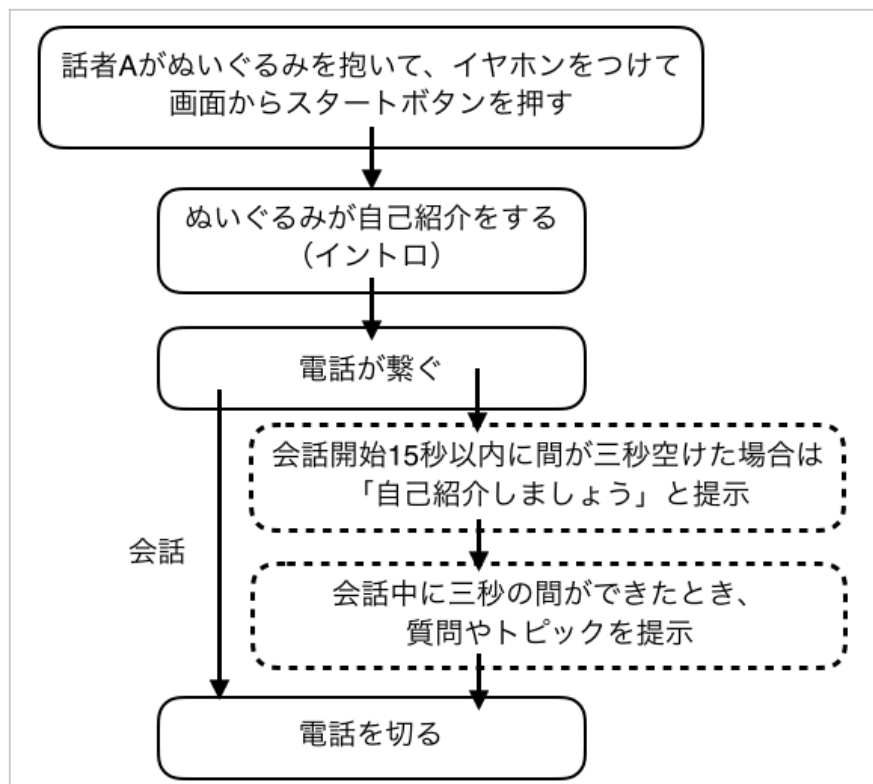 話者Aがぬいぐるみを抱いて、イヤホンをつけて
画面からスタートボタンを押す
ぬいぐるみが自己紹介をする
（イントロ）
電話が繋ぐ
会話開始15秒以内に間が三秒空けた場合は
「自己紹介しましょう」と提示
会話
会話中に三秒の間ができたとき、
質問やトピックを提示
電話を切る